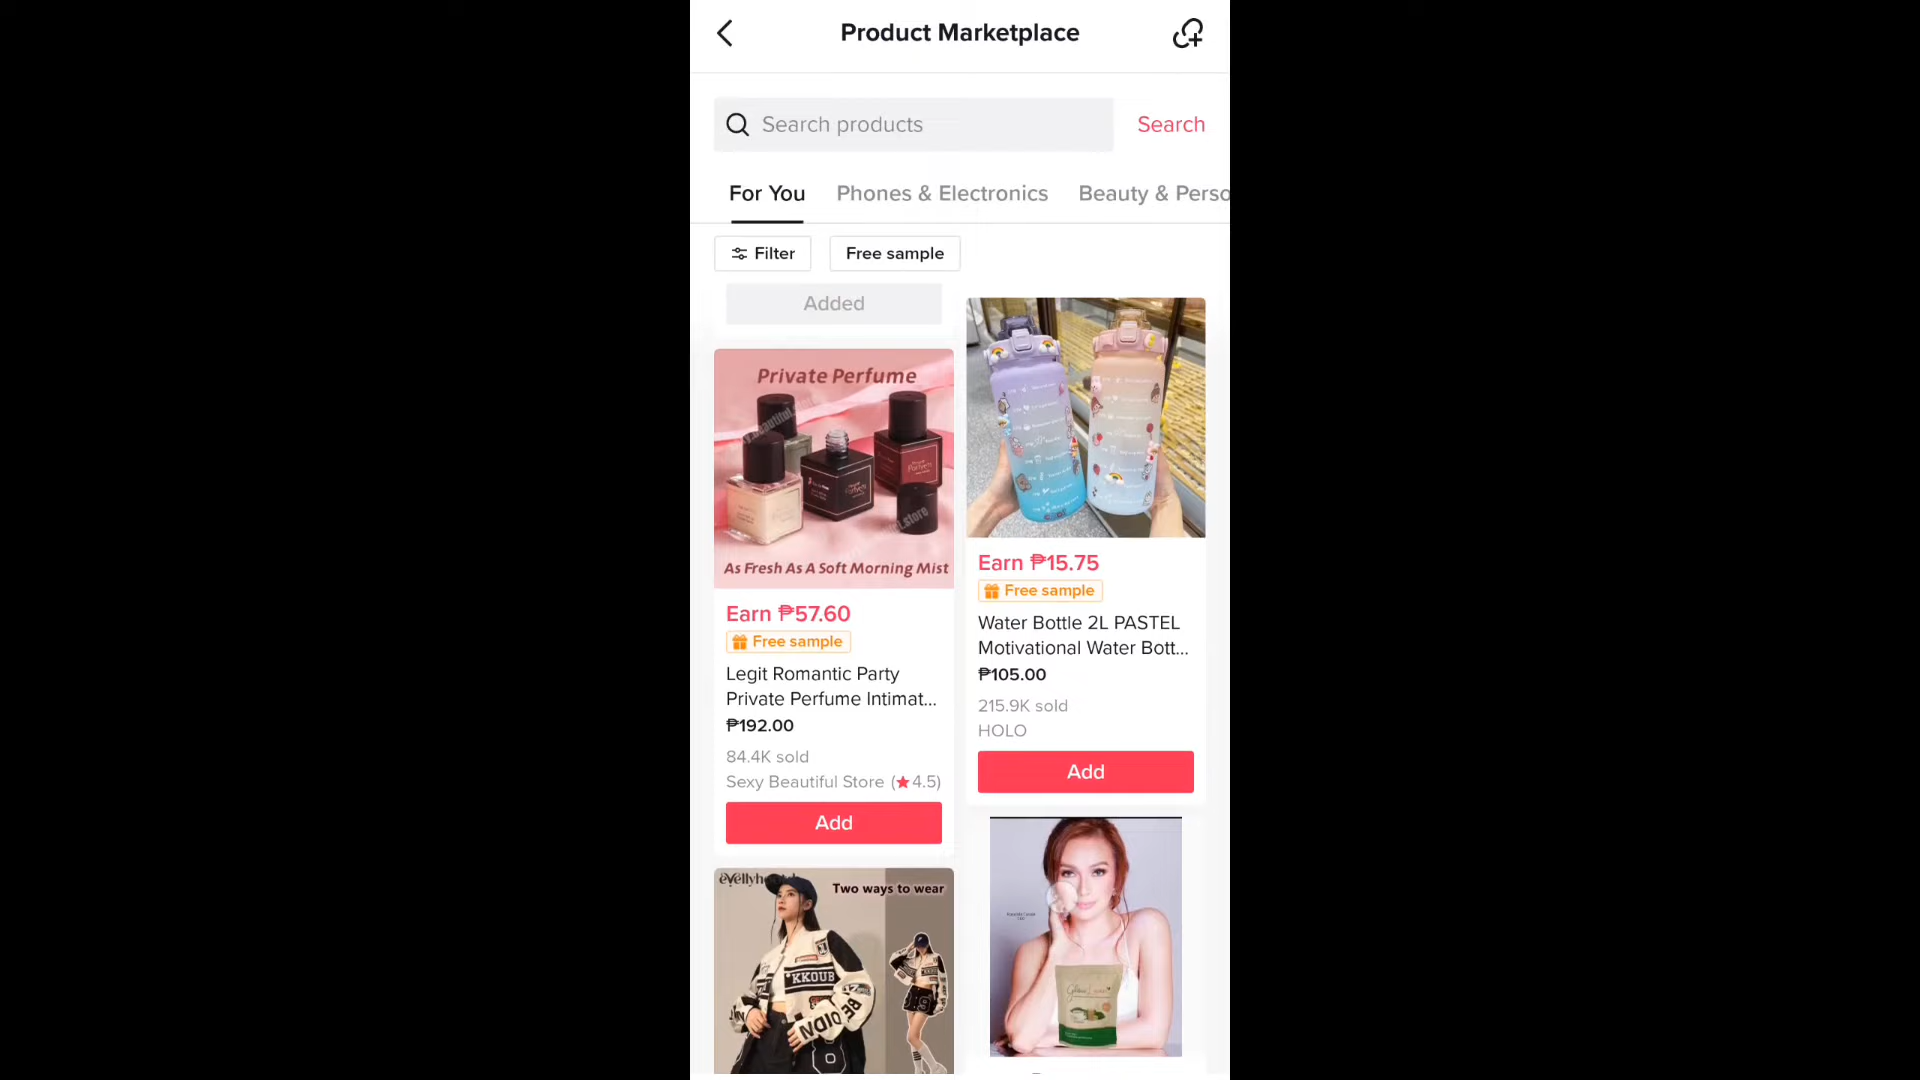 Product Marketplace
Search products
Search
For You
Phones & Electronics
Beauty & Perso
Filter
Free sample
Added
Private Perfume
As Fresh As A Soft Morning Mist
Earn ₱57.60
Free sample
Legit Romantic Party
Private Perfume Intimat...
₱192.00
84.4K sold
Sexy Beautiful Store (★4.5)
Add
Two ways to wear
KKOUB
Earn ₱15.75
Free sample
Water Bottle 2L PASTEL
Motivational Water Bott...
₱105.00
215.9K sold
HOLO
Add